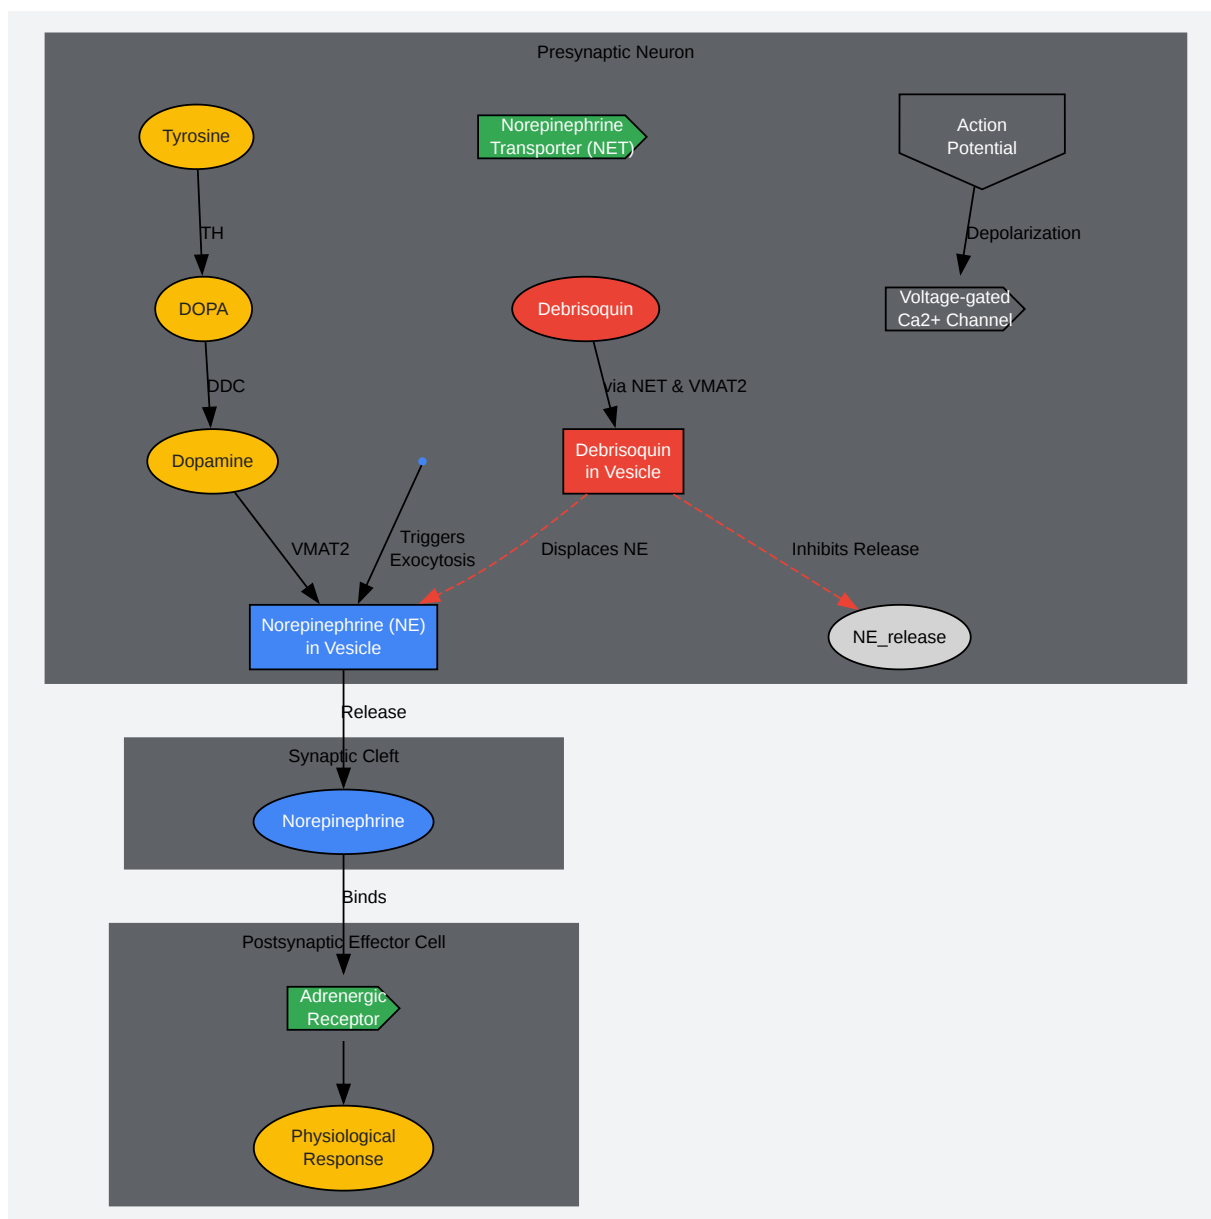 Presynaptic Neuron
Tyrosine
Norepinephrine
Transporter (NET)
Action
Potential
TH
Depolarization
DOPA
Debrisoquin
Voltage-gated
Ca2+ Channel
DDC
via NET & VMAT2
Dopamine
Debrisoquin
in Vesicle
VMAT2
Triggers
Exocytosis
Displaces NE
Inhibits Release
Norepinephrine (NE)
in Vesicle
NE_release
Release
Synaptic Cleft
Norepinephrine
Binds
Postsynaptic Effector Cell
Adrenergic
Receptor
Physiological
Response